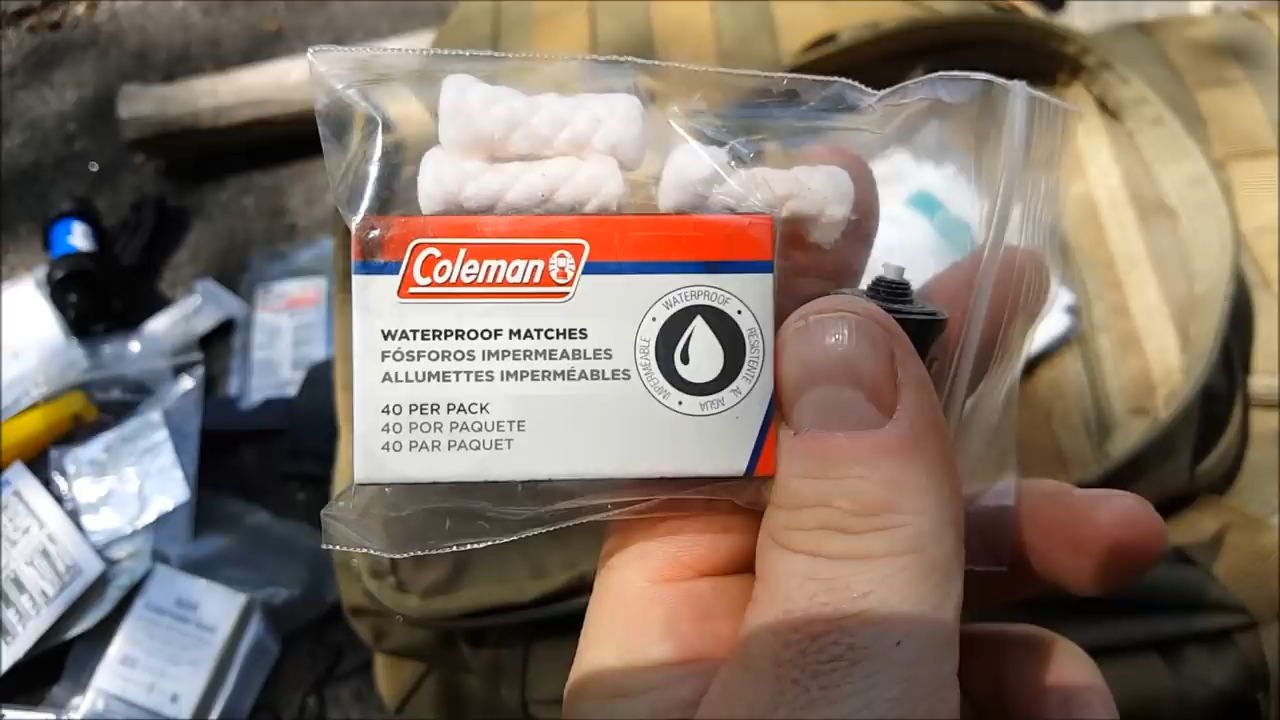 Coleman
WATERPROOF MATCHES
FÓSFOROS IMPERMEABLES
ALLUMETTES IMPERMÉABLES
40 PER PACK
40 POR PAQUETE
40 PAR PAQUET
WATERPROOF
RESISTENTE AL AGUA
IMPERMÉABLE